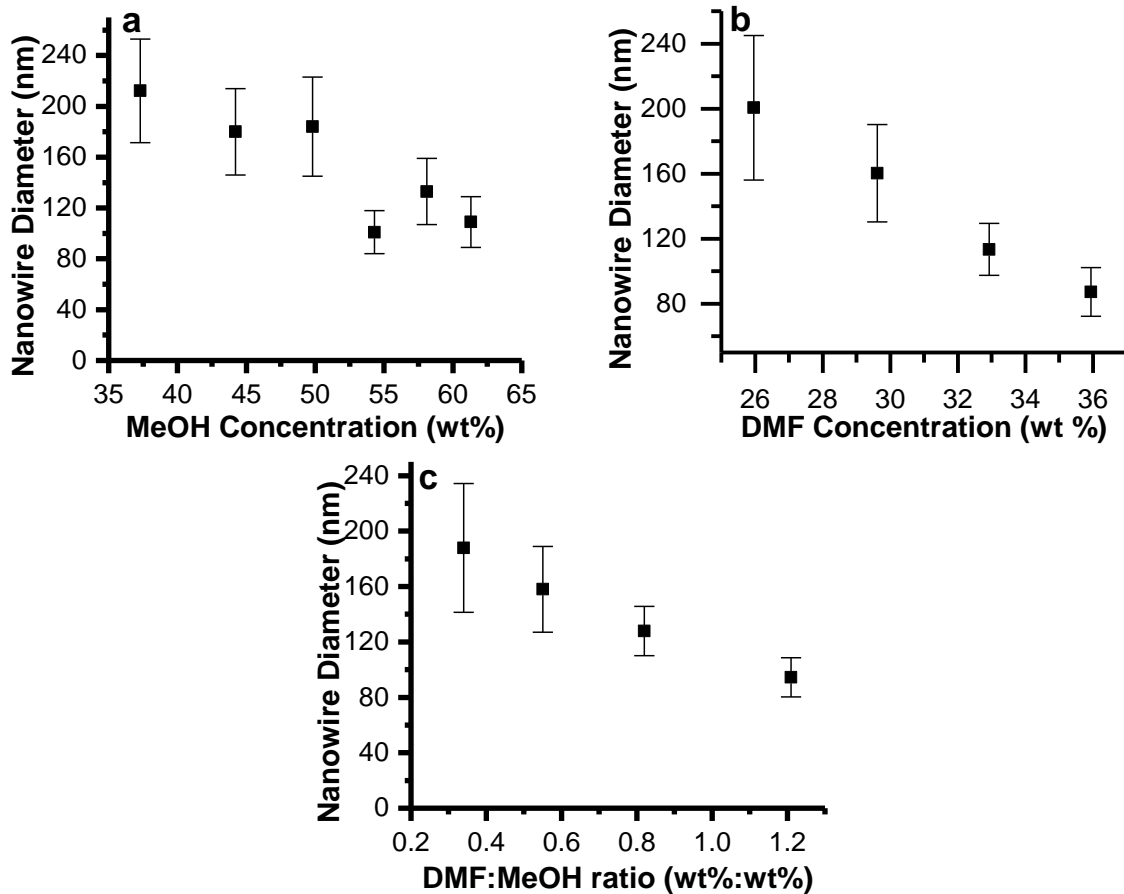 a
Nanowire Diameter (nm)
240
200
160
120
80
40
0
35 40 45 50 55 60 65
MeOH Concentration (wt%)
b
Nanowire Diameter (nm)
240
200
160
120
80
26 28 30 32 34 36
DMF Concentration (wt %)
c
Nanowire Diameter (nm)
240
200
160
120
80
40
0
0.2 0.4 0.6 0.8 1.0 1.2
DMF:MeOH ratio (wt%:wt%)